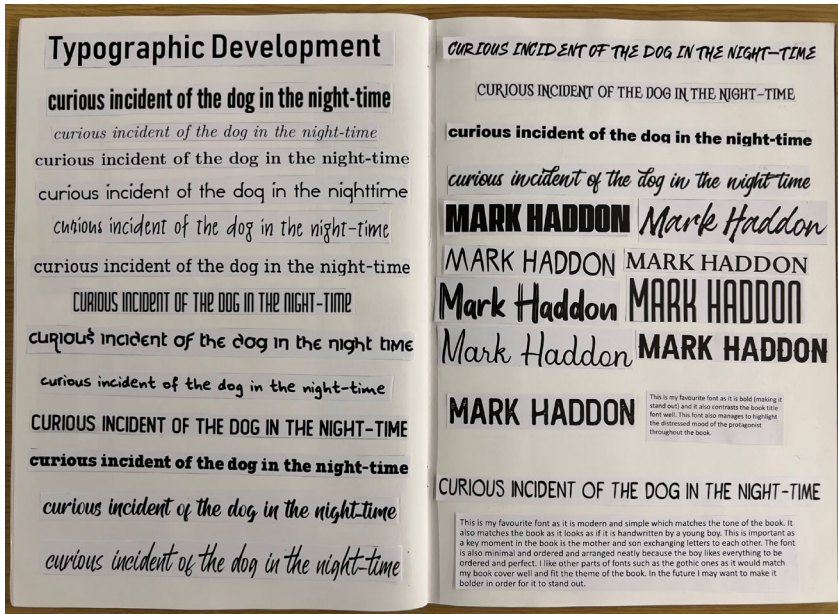 Typographic Development
curious incident of the dog in the night-time
curious incident of the dog in the night-time
curious incident of the dog in the night-time
curious incident of the dog in the nighttime
curious incident of the dog in the night-time
curious incident of the dog in the night-time
CURIOUS INCIDENT OF THE DOG IN THE NIGHT-TIME
curious incident of the dog in the night time
curious incident of the dog in the night-time
CURIOUS INCIDENT OF THE DOG IN THE NIGHT-TIME
curious incident of the dog in the night-time
curious incident of the dog in the night-time
curious incident of the dog in the night-time
CURIOUS INCIDENT OF THE DOG IN THE NIGHT-TIME
CURIOUS INCIDENT OF THE DOG IN THE NIGHT-TIME
curious incident of the dog in the night-time
curious incident of the dog in the night time
MARK HADDON Mark Haddon
MARK HADDON MARK HADDON
Mark Haddon MARK HADDON
Mark Haddon MARK HADDON
MARK HADDON
This is my favourite font as it is bold (making it
stand out) and it also contrasts the book title
font well. This font also manages to highlight
the distressed mood of the protagonist
throughout the book.
CURIOUS INCIDENT OF THE DOG IN THE NIGHT-TIME
This is my favourite font as it is modern and simple which matches the tone of the book. It
also matches the book as it looks as if it is handwritten by a young boy. This is important as
a key moment in the book is the mother and son exchanging letters to each other. The font
is also minimal and ordered and arranged neatly because the boy likes everything to be
ordered and perfect. I like other parts of fonts such as the gothic ones as it would match
my book cover well and fit the theme of the book. In the future I may want to make it
bolder in order for it to stand out.